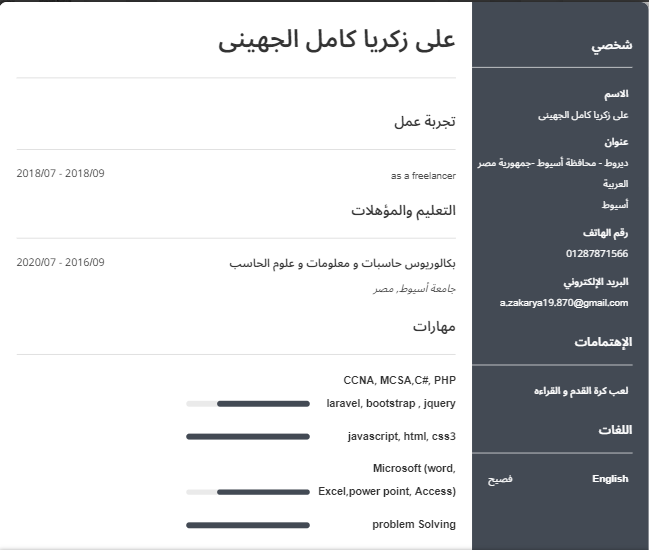 شخصي
الاسم
على زكريا كامل الجهينى
عنوان
ديروط - محافظة أسيوط -جمهورية مصر
العربية
أسيوط
رقم الهاتف
01287871566
البريد الإلكتروني
a.zakarya19.870@gmail.com
الإهتمامات
لعب كرة القدم و القراءه
اللغات
English فصيح
على زكريا كامل الجهينى
تجربة عمل
as a freelancer 2018/07 - 2018/09
التعليم والمؤهلات
بكالوريوس حاسبات و معلومات و علوم الحاسب 2020/07 - 2016/09
جامعة أسيوط, مصر
مهارات
CCNA, MCSA,C#, PHP
laravel, bootstrap , jquery
javascript, html, css3
Microsoft (word,
Excel,power point, Access)
problem Solving